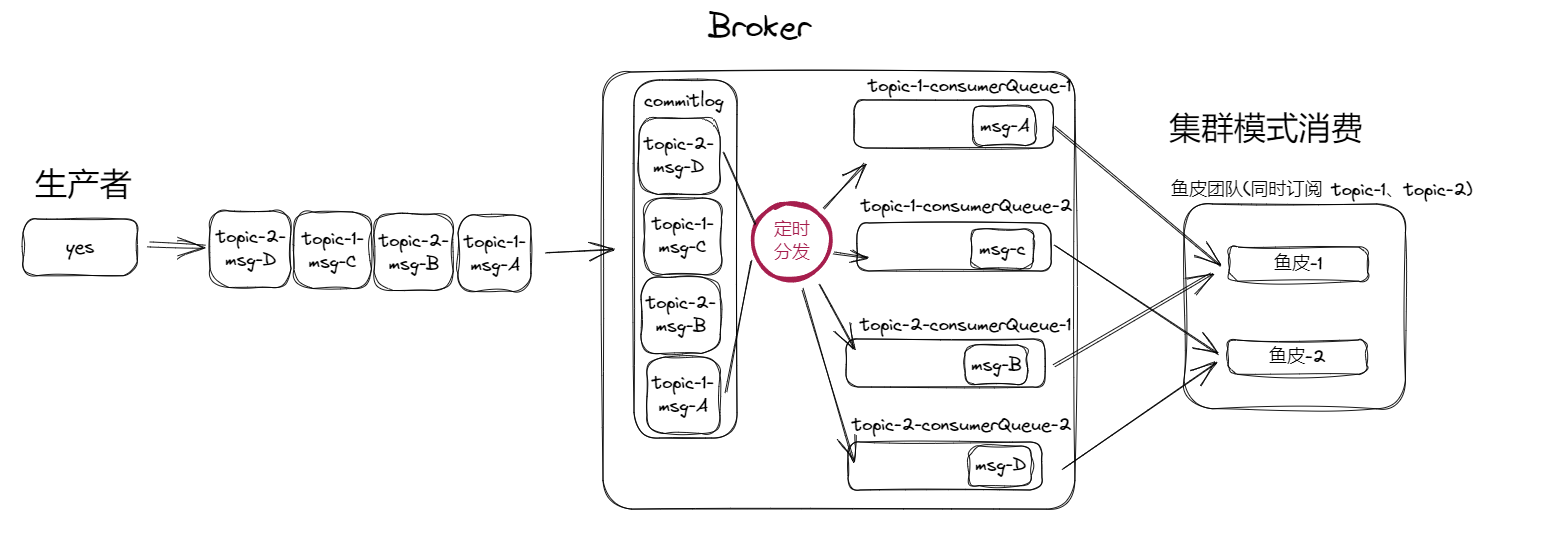 Broker
生产者
yes
topic-2-
msg-D
topic-1-
msg-C
topic-2-
msg-B
topic-1-
msg-A
commitlog
topic-2-
msg-D
topic-1-
msg-C
topic-2-
msg-B
topic-1-
msg-A
定时
分发
topic-1-consumerQueue-1
msg-A
topic-1-consumerQueue-2
msg-c
topic-2-consumerQueue-1
msg-B
topic-2-consumerQueue-2
msg-D
集群模式消费
鱼皮团队(同时订阅 topic-1、topic-2)
鱼皮-1
鱼皮-2